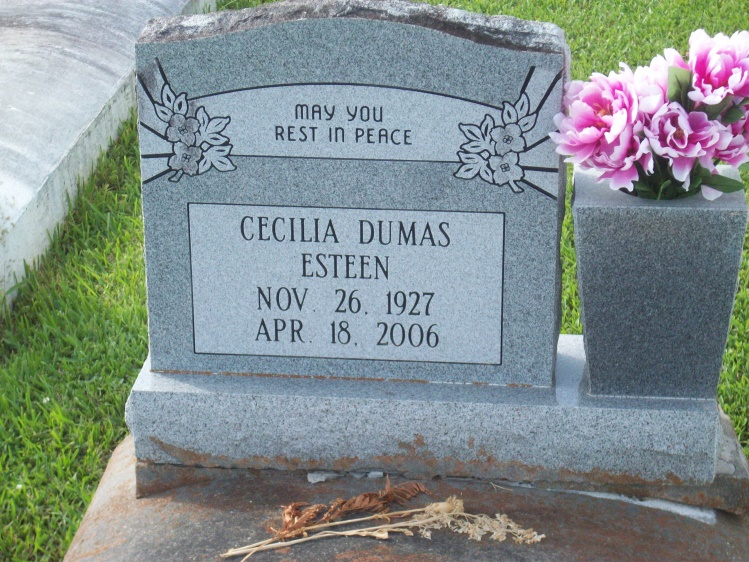 MAY YOU
REST IN PEACE
CECILIA DUMAS
ESTEEN
NOV. 26, 1927
APR. 18, 2006